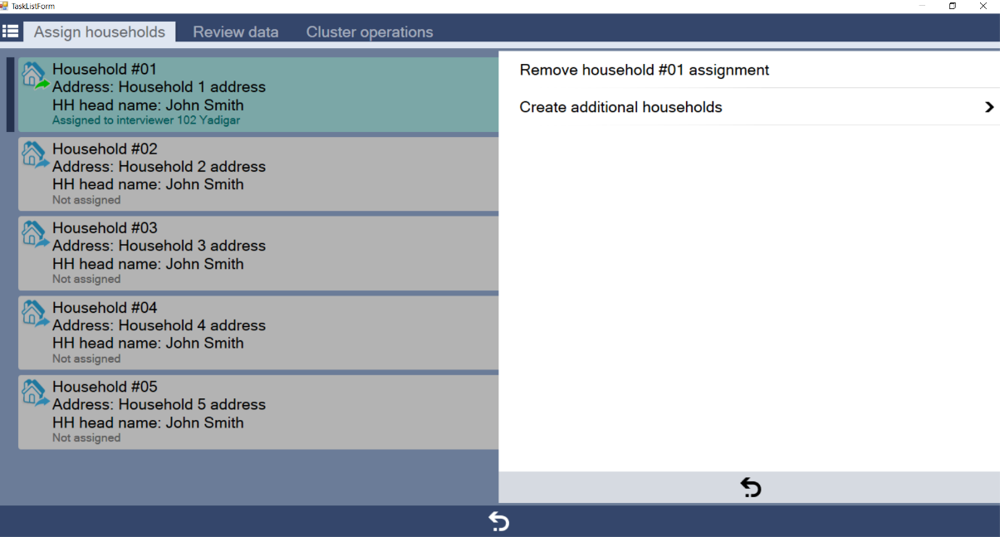 TaskListForm
Assign households
Review data
Cluster operations
Household #01
Address: Household 1 address
HH head name: John Smith
Assigned to interviewer 102 Yadigar
Household #02
Address: Household 2 address
HH head name: John Smith
Not assigned
Household #03
Address: Household 3 address
HH head name: John Smith
Not assigned
Household #04
Address: Household 4 address
HH head name: John Smith
Not assigned
Household #05
Address: Household 5 address
HH head name: John Smith
Not assigned
Remove household #01 assignment
Create additional households